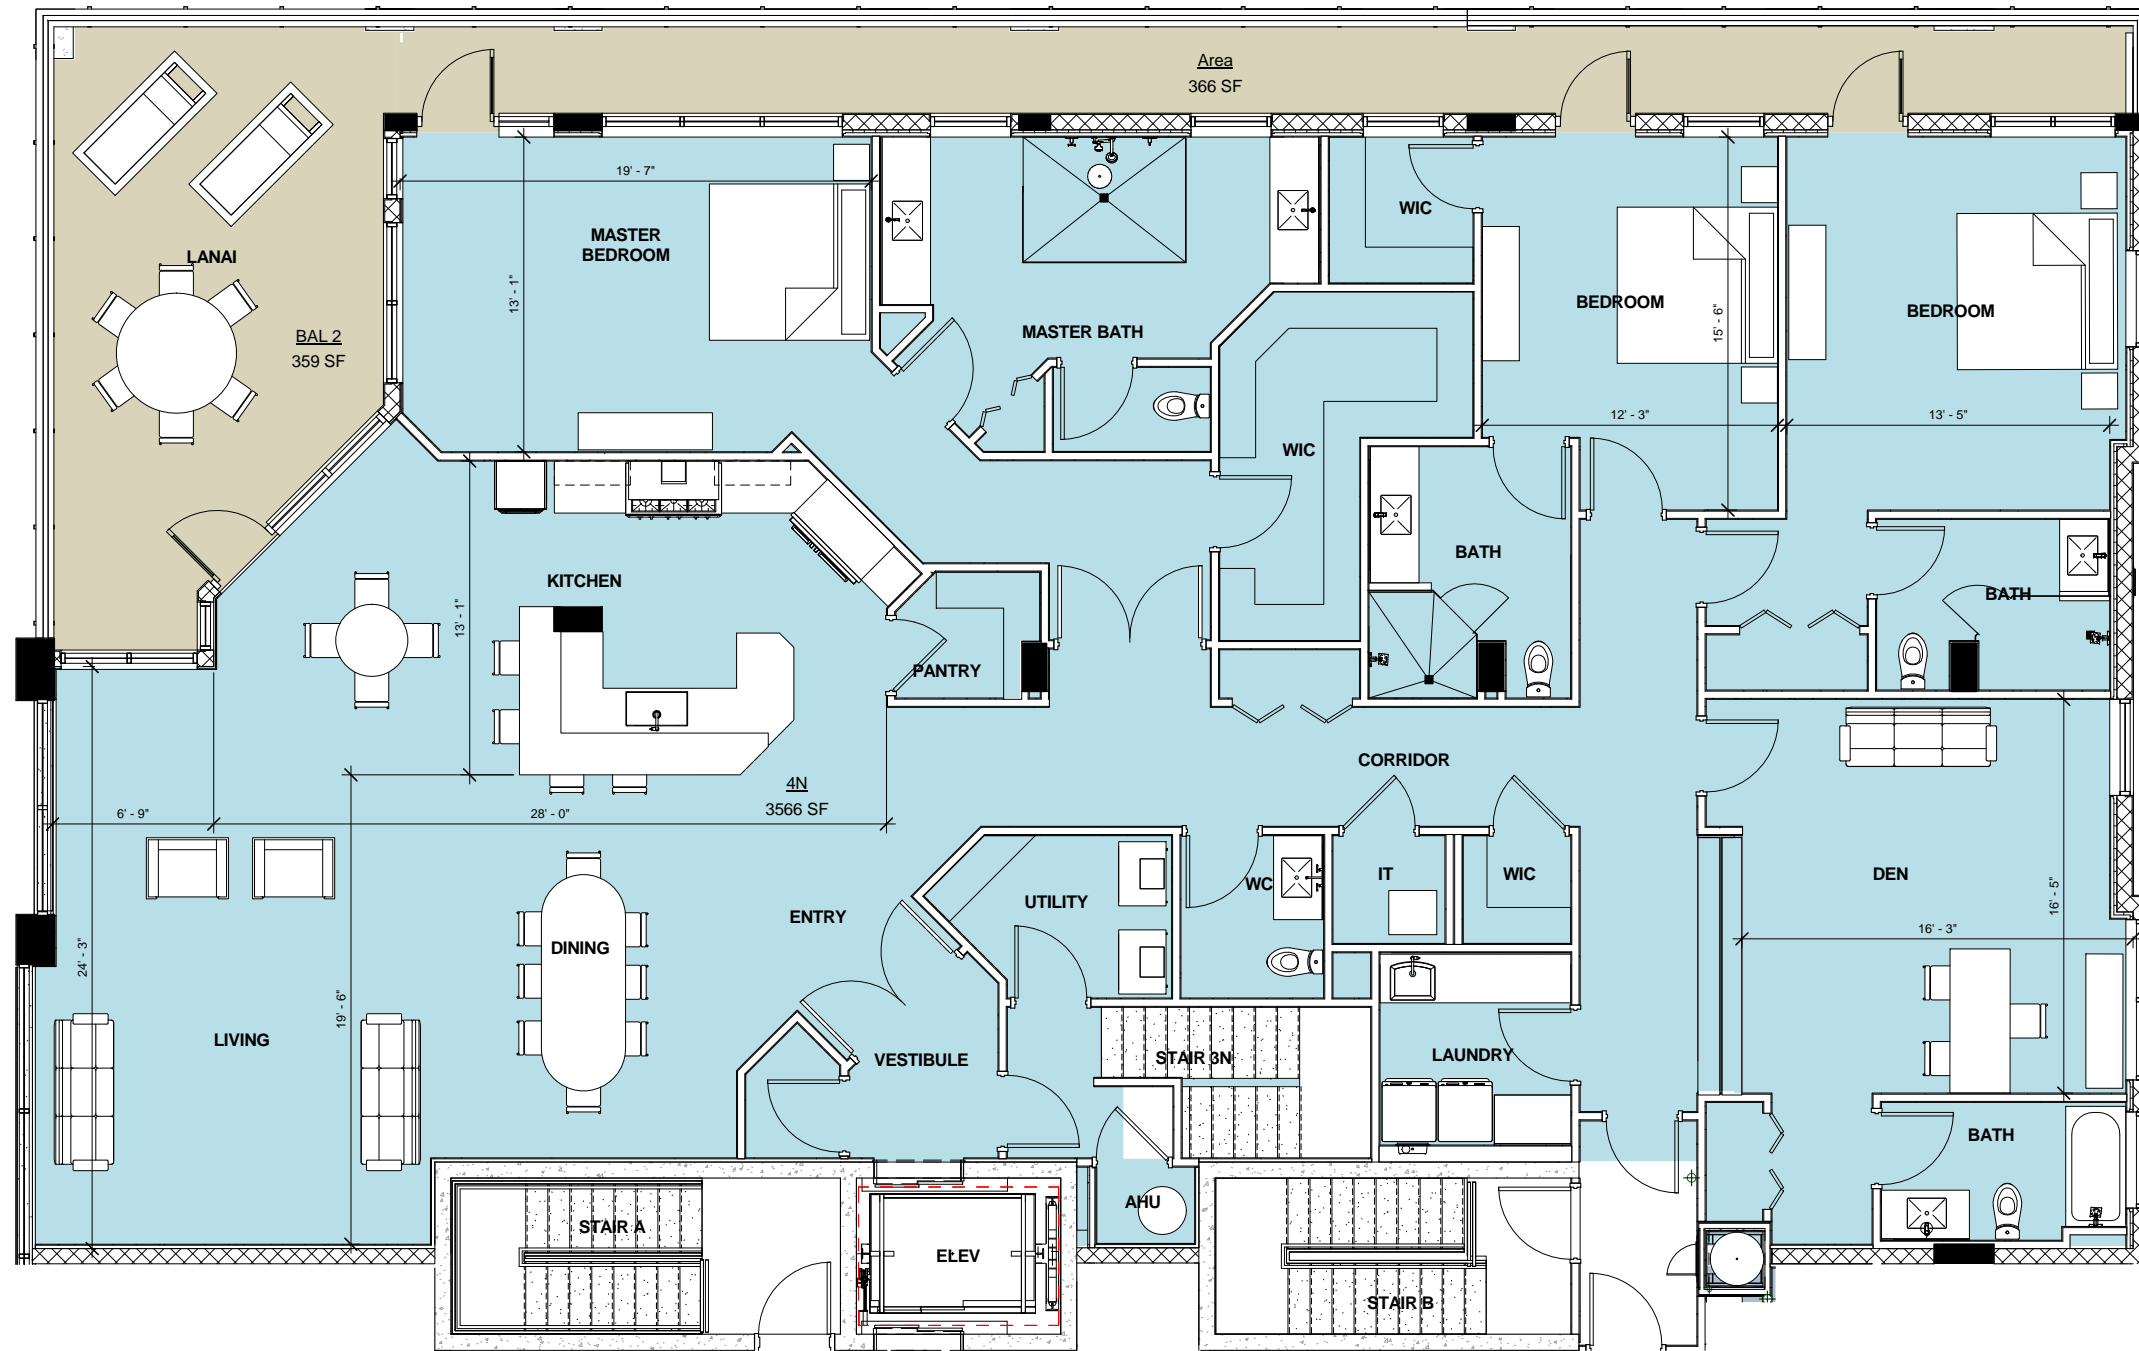 Area
366 SF
19' - 7"
WIC
MASTER
BEDROOM
LANAI
13' - 1"
BEDROOM
15' - 6"
BEDROOM
BAL 2
359 SF
MASTER BATH
12' - 3"
13' - 5"
WIC
BATH
KITCHEN
BATH
13' - 1"
PANTRY
CORRIDOR
4N
3566 SF
6' - 9"
28' - 0"
DEN
IT
WIC
WC
UTILITY
16' - 5"
ENTRY
16' - 3"
DINING
24' - 3"
19' - 6"
LIVING
VESTIBULE
STAIR 3N
LAUNDRY
BATH
AHU
STAIR A
ELEV
STAIR B